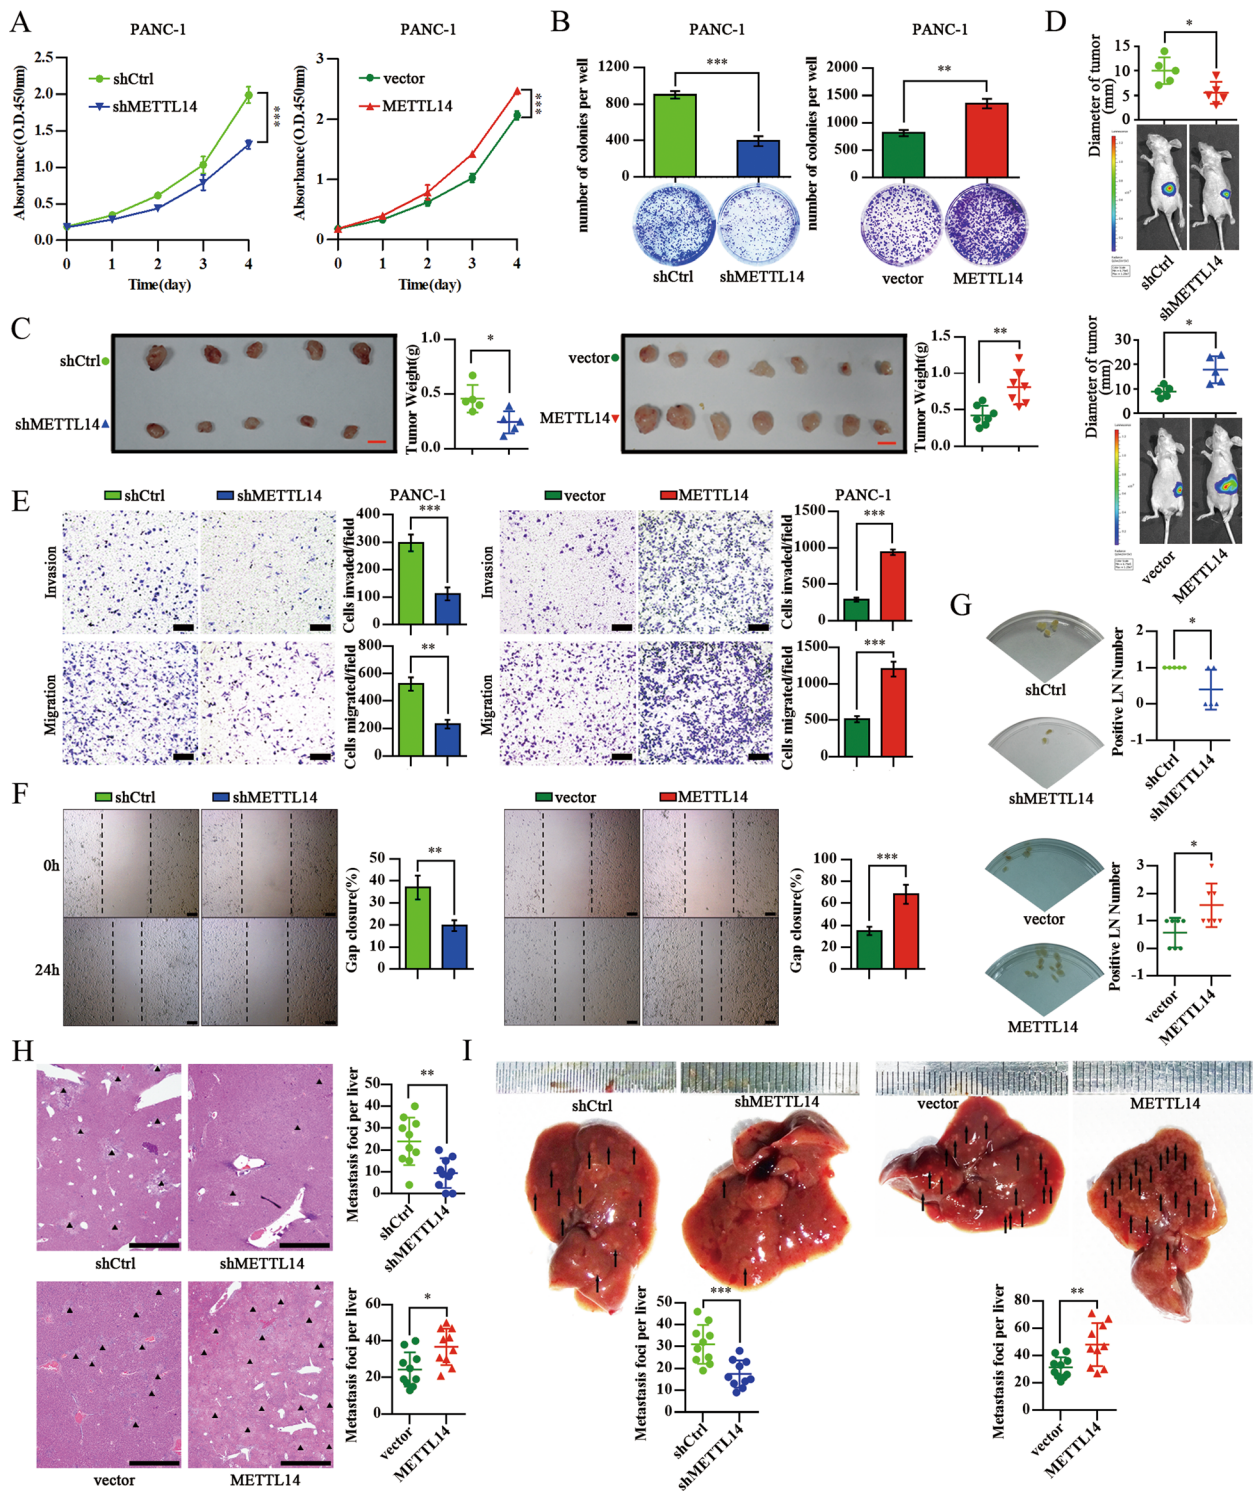 A
PANC-1
PANC-1
Absorbance(O.D.450nm)
2.5
2.0
1.5
1.0
0.5
0.0
shCtrl
shMETTL14
***
0 1 2 3 4
Time(day)
Absorbance(O.D.450nm)
3
2
1
0
vector
METTL14
***
0 1 2 3 4
Time(day)
B
PANC-1
PANC-1
number of colonies per well
1200
800
400
0
***
shCtrl
shMETTL14
number of colonies per well
2000
1500
1000
500
0
**
vector
METTL14
D
Diameter of tumor
(mm)
15
10
5
0
*
shCtrl
shMETTL14
Diameter of tumor
(mm)
30
20
10
0
*
vector
METTL14
C
shCtrl
shMETTL14
Tumor Weight(g)
1.0
0.5
0.0
*
vector
METTL14
Tumor Weight(g)
1.5
1.0
0.5
0.0
**
E
shCtrl
shMETTL14
PANC-1
Invasion
Cells invaded/field
400
300
200
100
0
***
Migration
Cells migrated/field
800
600
400
200
0
**
vector
METTL14
PANC-1
Invasion
Cells invaded/field
1500
1000
500
0
***
Migration
Cells migrated/field
1500
1000
500
0
***
F
shCtrl
shMETTL14
0h
24h
Gap closure(%)
50
40
30
20
10
0
**
vector
METTL14
Gap closure(%)
100
80
60
40
20
0
***
G
shCtrl
shMETTL14
Positive LN Number
2
1
0
-1
*
shCtrl
shMETTL14
vector
METTL14
Positive LN Number
3
2
1
0
-1
*
vector
METTL14
H
shCtrl
shMETTL14
Metastasis foci per liver
50
40
30
20
10
0
**
shCtrl
shMETTL14
vector
METTL14
Metastasis foci per liver
60
40
20
0
*
vector
METTL14
I
shCtrl
shMETTL14
Metastasis foci per liver
50
40
30
20
10
0
***
shCtrl
shMETTL14
vector
METTL14
Metastasis foci per liver
80
60
40
20
0
**
vector
METTL14